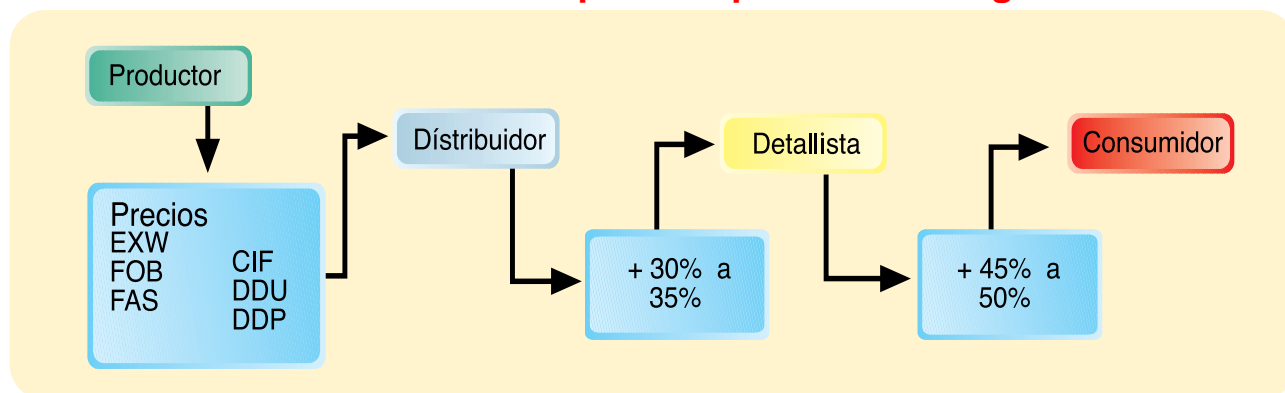 Productor
Dístribuidor
Detallista
Consumidor
Precios
EXW
FOB
FAS
CIF
DDU
DDP
+ 30% a
35%
+ 45% a
50%